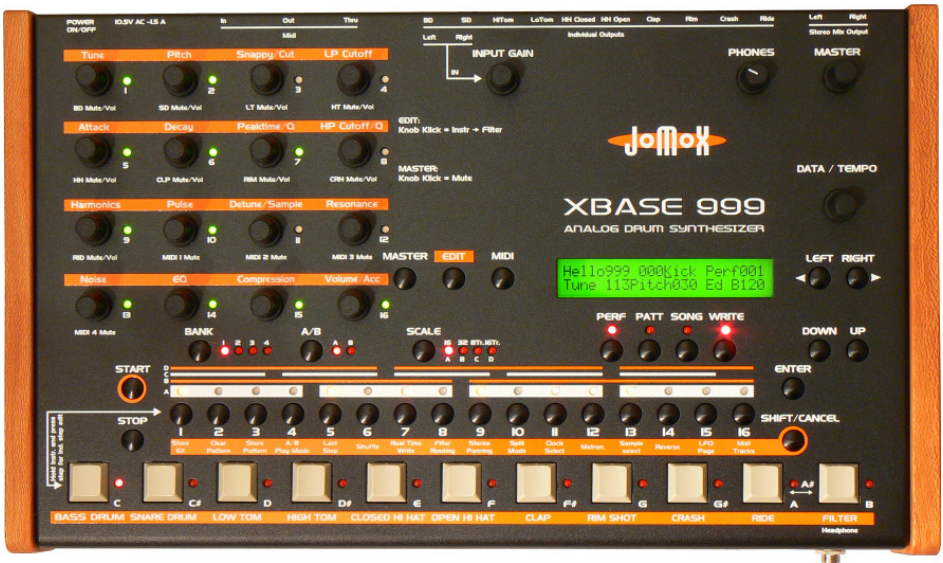 POWER ON/OFF
10.5V AC ~1.5 A
In Out Thru
Midi
BD SD HiTom LoTom HH Closed HH Open Clap Rim Crash Ride
Left Right
Individual Outputs
Left Right
Stereo Mix Output
IN
INPUT GAIN
PHONES
MASTER
Tune Pitch Snappy/Cut LP Cutoff
1 2 3 4
BD Mute/Vol SD Mute/Vol LT Mute/Vol HT Mute/Vol
Attack Decay Peaktime/Q HP Cutoff/Q
5 6 7 8
HH Mute/Vol CLP Mute/Vol RIM Mute/Vol CRH Mute/Vol
EDIT:
Knob Klick = Instr → Filter
MASTER:
Knob Klick = Mute
JoMoX
DATA / TEMPO
Harmonics Pulse Detune/Sample Resonance
9 10 11 12
RID Mute/Vol MIDI 1 Mute MIDI 2 Mute MIDI 3 Mute
XBASE 999
ANALOG DRUM SYNTHESIZER
MASTER EDIT MIDI
LEFT RIGHT
Hello999 000Kick Perf001
Tune 113Pitch030 Ed B120
Noise EQ Compression Volume/Acc
13 14 15 16
MIDI 4 Mute
PERF PATT SONG WRITE
DOWN UP
BANK 1 2 3 4
A/B A B
SCALE 16 32 8Tr. 16Tr.
A B C D
START
D
C
B
A
ENTER
STOP
SHIFT/CANCEL
Hold instr. and press
step for ind. step edit
1 2 3 4 5 6 7 8 9 10 11 12 13 14 15 16
Store Kit
Clear Pattern
Store Pattern
A/B Play Mode
Last Step
Shuffle
Real Time Write
Filter Routing
Stereo Panning
Split Mode
Clock Select
Metron.
Sample select
Reverse
LFO Page
Midi Tracks
C C# D D# E F F# G G# A A# B
BASS DRUM SNARE DRUM LOW TOM HIGH TOM CLOSED HI HAT OPEN HI HAT CLAP RIM SHOT CRASH RIDE FILTER
Headphone